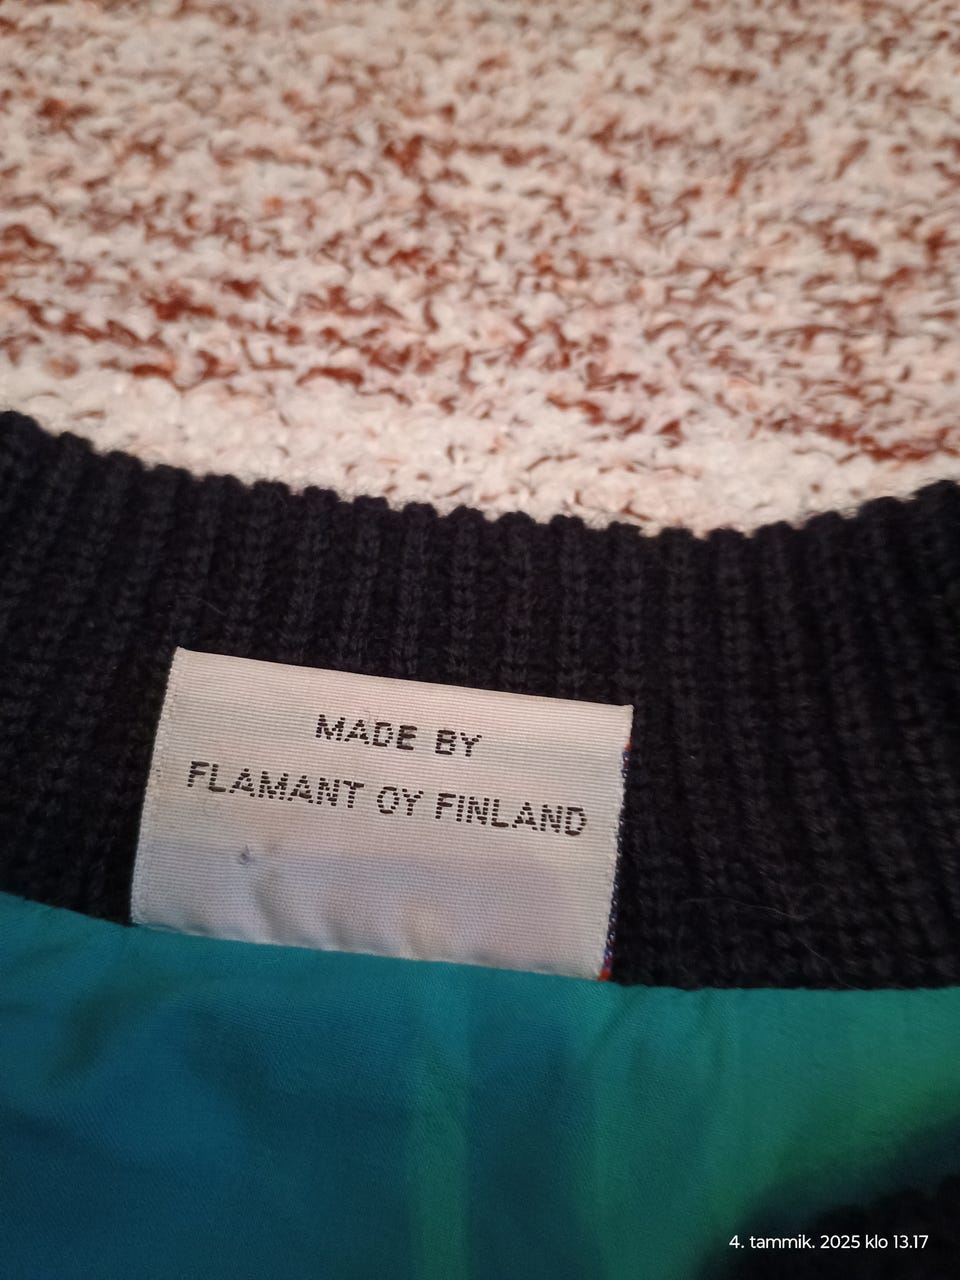 MADE BY
FLAMANT OY FINLAND
4. tammik. 2025 klo 13.17